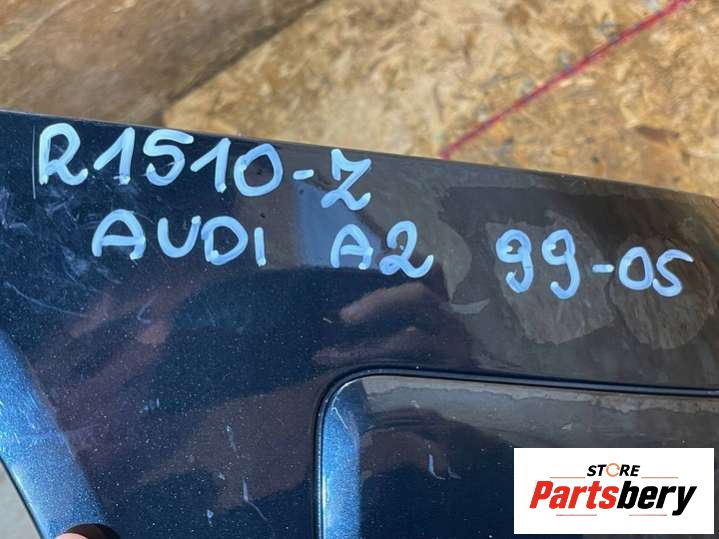 R1510-Z
AUDI A2 99-05
STORE
Partsbery